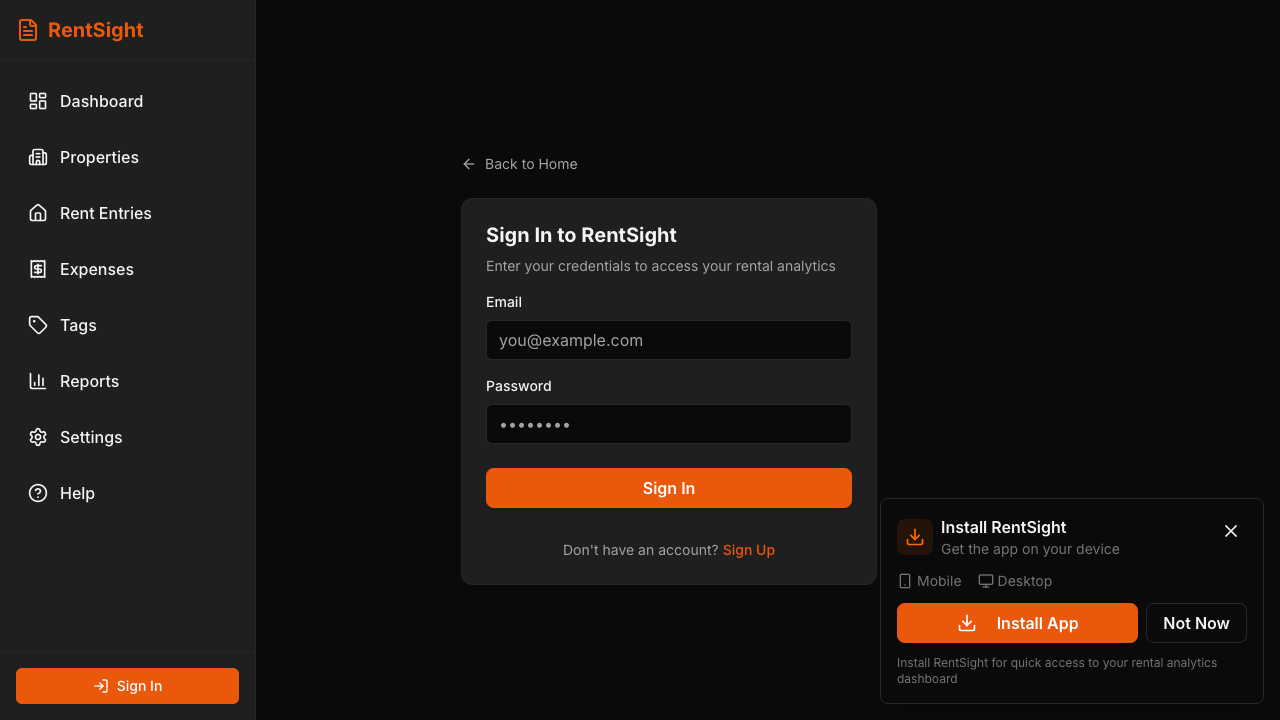 RentSight
Dashboard
Properties
Rent Entries
Expenses
Tags
Reports
Settings
Help
Sign In
Back to Home
Sign In to RentSight
Enter your credentials to access your rental analytics
Email
you@example.com
Password
••••••••
Sign In
Don't have an account? Sign Up
Install RentSight
Get the app on your device
Mobile Desktop
Install App
Not Now
Install RentSight for quick access to your rental analytics
dashboard